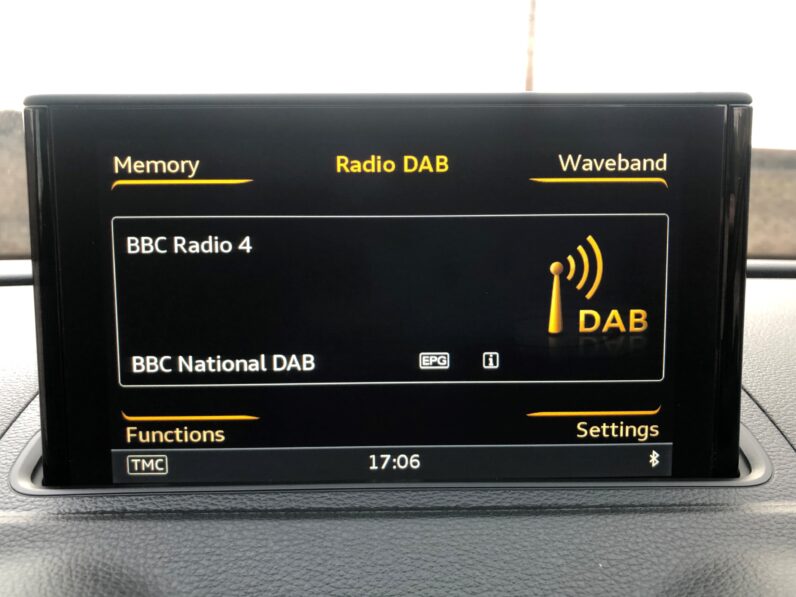 Memory Radio DAB Waveband
BBC Radio 4
DAB
BBC National DAB EPG i
Functions Settings
TMC 17:06